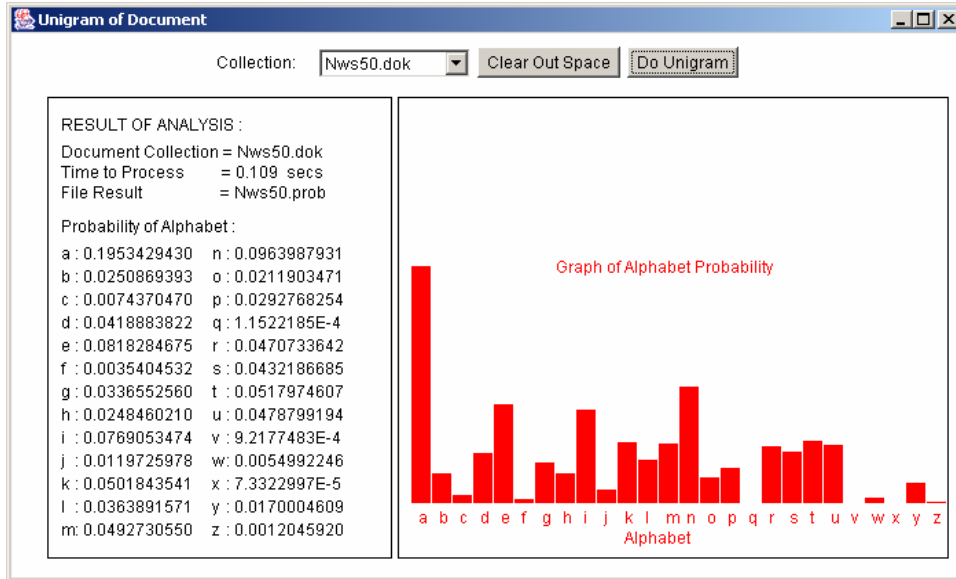 Unigram of Document
Collection: Nws50.dok Clear Out Space Do Unigram
RESULT OF ANALYSIS :
Document Collection = Nws50.dok
Time to Process = 0.109 secs
File Result = Nws50.prob
Probability of Alphabet :
a : 0.1953429430 n : 0.0963987931
b : 0.0250869393 o : 0.0211903471
c : 0.0074370470 p : 0.0292768254
d : 0.0418883822 q : 1.1522185E-4
e : 0.0818284675 r : 0.0470733642
f : 0.0035404532 s : 0.0432186685
g : 0.0336552560 t : 0.0517974607
h : 0.0248460210 u : 0.0478799194
i : 0.0769053474 v : 9.2177483E-4
j : 0.0119725978 w: 0.0054992246
k : 0.0501843541 x : 7.3322997E-5
l : 0.0363891571 y : 0.0170004609
m: 0.0492730550 z : 0.0012045920
Graph of Alphabet Probability
a b c d e f g h i j k l m n o p q r s t u v w x y z
Alphabet